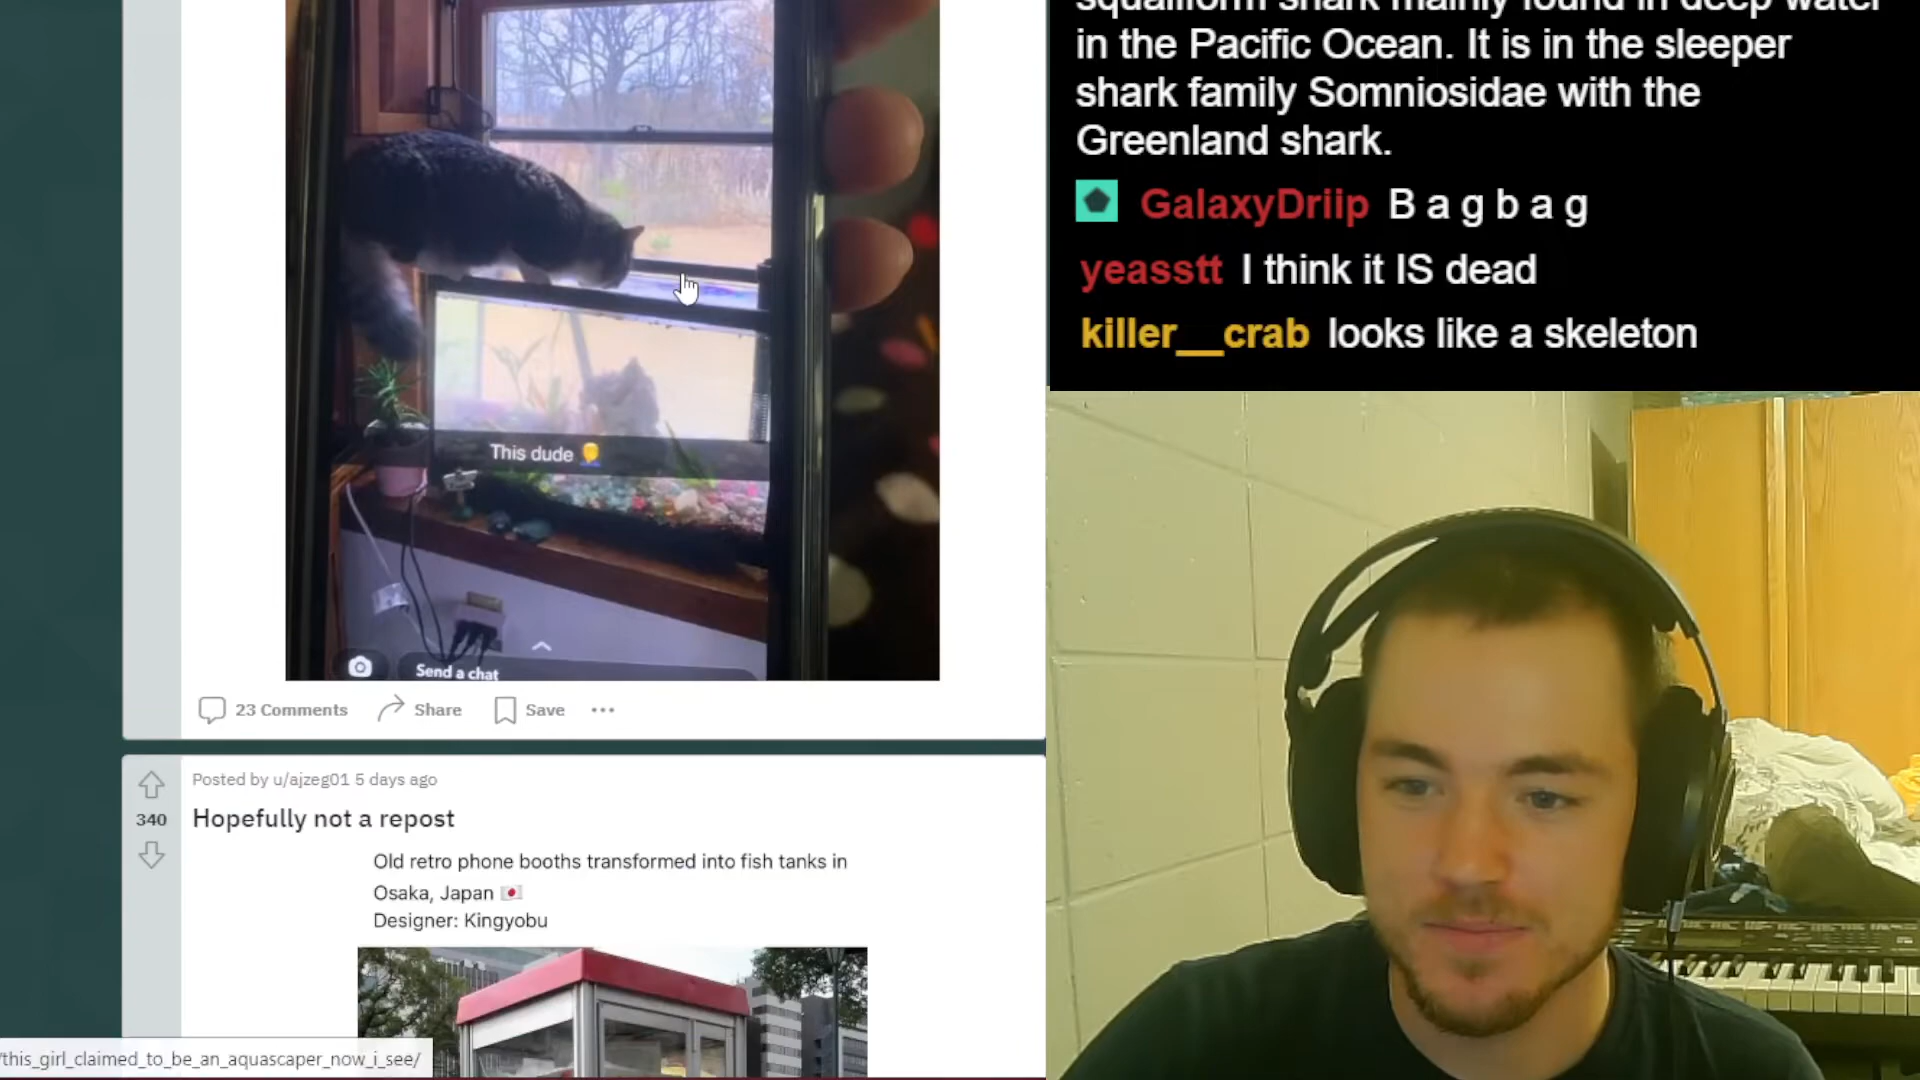 This dude
Send a chat
23 Comments
Share
Save
Posted by u/ajzeg01 5 days ago
340
Hopefully not a repost
Old retro phone booths transformed into fish tanks in
Osaka, Japan 🇯🇵
Designer: Kingyobu
/this_girl_claimed_to_be_an_aquascaper_now_i_see/
squaliform shark mainly found in deep water
in the Pacific Ocean. It is in the sleeper
shark family Somniosidae with the
Greenland shark.
GalaxyDriip B a g b a g
yeasstt I think it IS dead
killer__crab looks like a skeleton